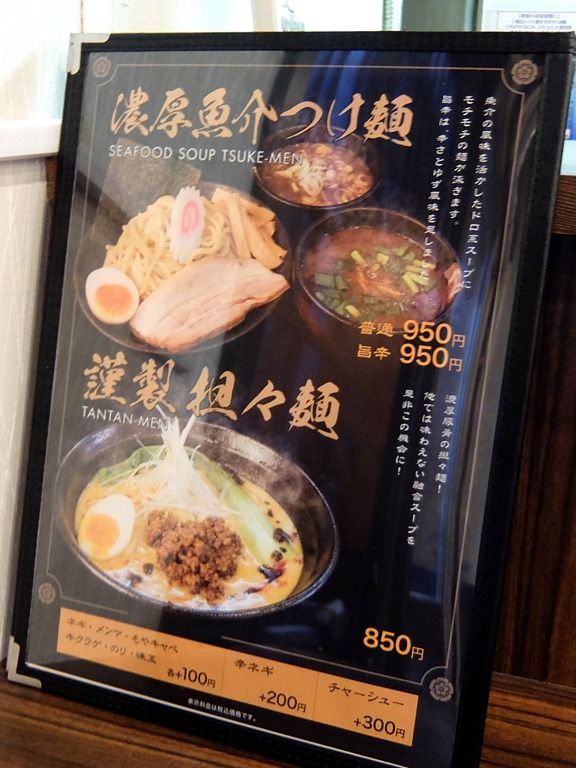 濃厚魚介つけ麺
SEAFOOD SOUP TSUKE-MEN
魚介の風味を活かしたドロ系スープに
モチモチの麺が泳ぎます。
旨辛は、辛さとゆず風味を足しました
普通 950円
旨辛 950円
謹製担々麺
TANTAN-MEN
濃厚豚骨の担々麺！
他では味わえない融合スープを
是非この機会に！
850円
ネギ・メンマ・もやキャベ
キクラゲ・のり・味玉
各+100円
辛ネギ
+200円
チャーシュー
+300円
表示料金は税込価格です。